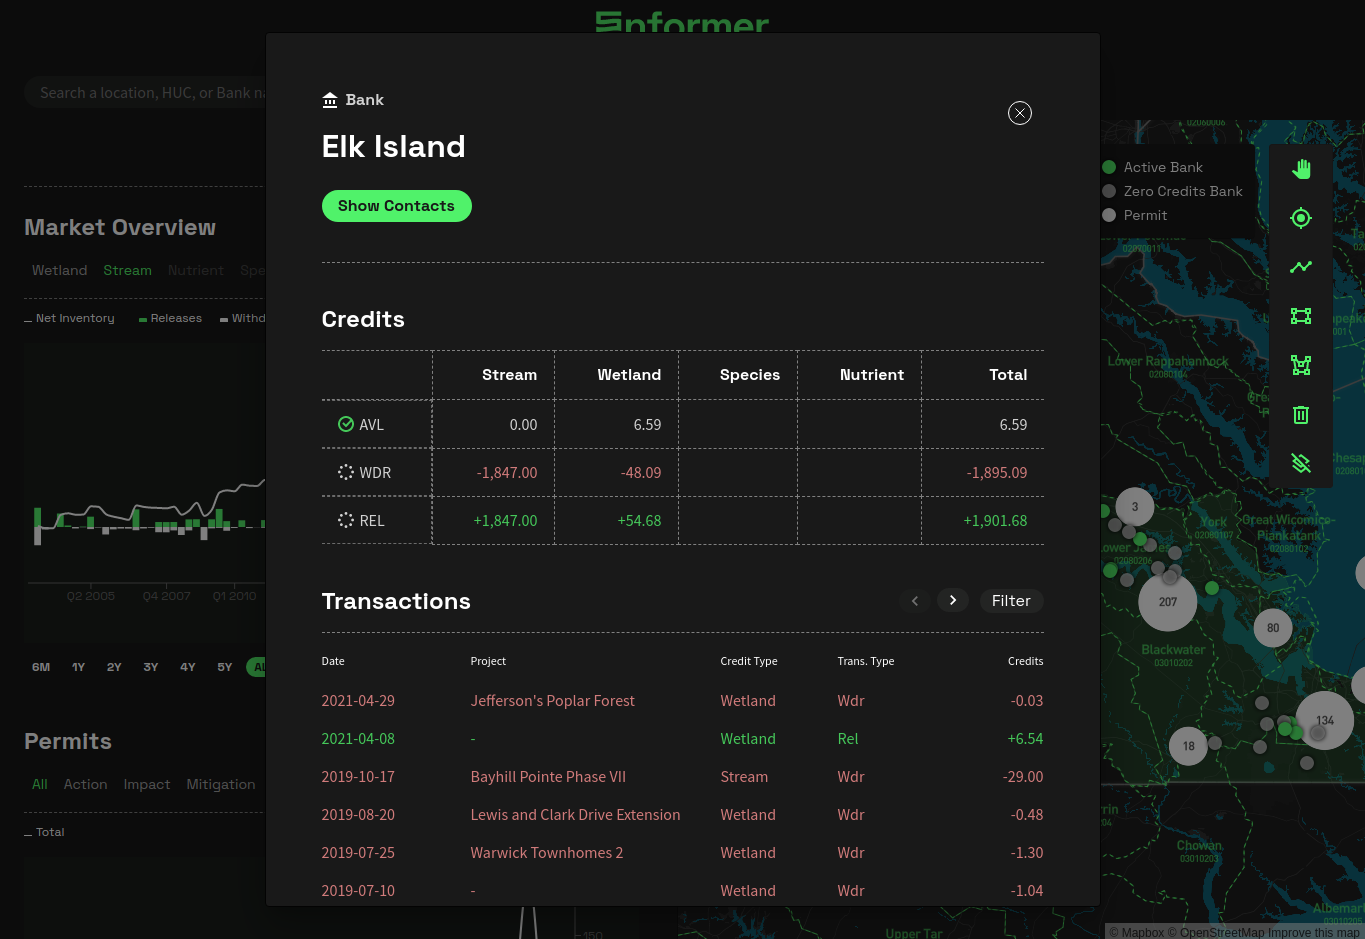 Enformer
Search a location, HUC, or Bank na
Market Overview
Wetland Stream Nutrient Spe
Net Inventory Releases Withd
Q2 2005 Q4 2007 Q1 2010
6M 1Y 2Y 3Y 4Y 5Y AL
Permits
All Action Impact Mitigation
Total
Bank
Elk Island
Show Contacts
Credits
Stream Wetland Species Nutrient Total
AVL 0.00 6.59 6.59
WDR -1,847.00 -48.09 -1,895.09
REL +1,847.00 +54.68 +1,901.68
Transactions
Filter
Date Project Credit Type Trans. Type Credits
2021-04-29 Jefferson's Poplar Forest Wetland Wdr -0.03
2021-04-08 - Wetland Rel +6.54
2019-10-17 Bayhill Pointe Phase VII Stream Wdr -29.00
2019-08-20 Lewis and Clark Drive Extension Wetland Wdr -0.48
2019-07-25 Warwick Townhomes 2 Wetland Wdr -1.30
2019-07-10 - Wetland Wdr -1.04
-150
02060006
Active Bank
Zero Credits Bank
Permit
02070011
Lower Rappahannock
02080104
3
York
02080107
Great Wicomico-
Piankatank
02080102
ower James
02080206
207
80
Blackwater
03010202
134
18
Chowan
03010203
Albemar
03010205
Upper Tar
© Mapbox © OpenStreetMap Improve this map